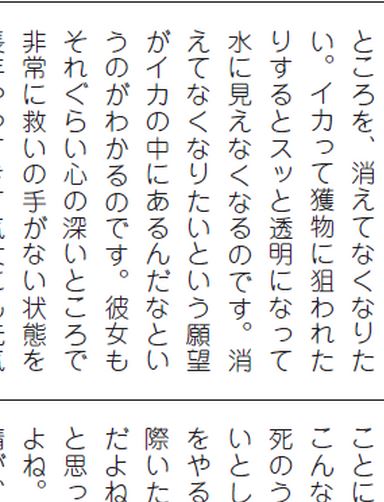 ところを、消えてなくなりた
い。イカって獲物に狙われた
りするとスッと透明になって
水に見えなくなるのです。消
えてなくなりたいという願望
がイカの中にあるんだなとい
うのがわかるのです。彼女も
それぐらい心の深いところで
非常に救いの手がない状態を
ことに
こんな
死のう
いとし
をやる
際いた
だよね
と思っ
よね。